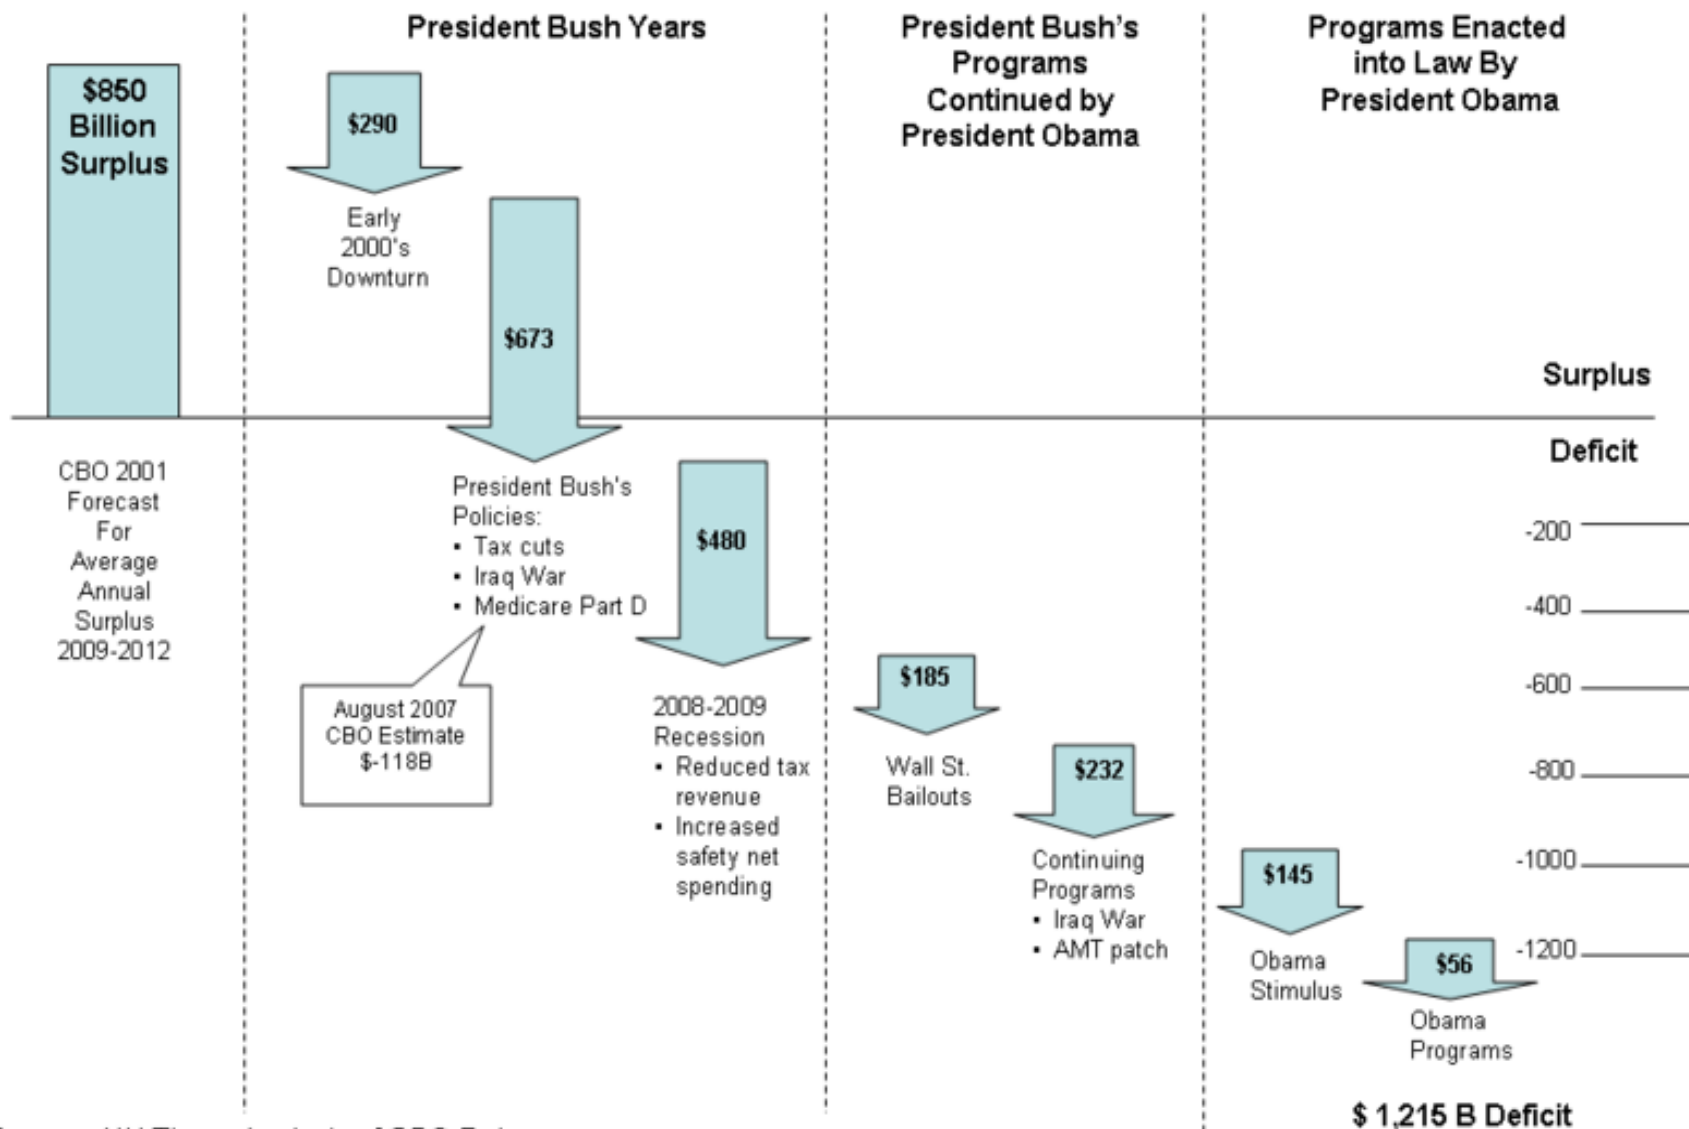 President Bush Years
President Bush's
Programs
Continued by
President Obama
Programs Enacted
into Law By
President Obama
$850
Billion
Surplus
CBO 2001
Forecast
For
Average
Annual
Surplus
2009-2012
$290
Early
2000's
Downturn
$673
President Bush's
Policies:
▪ Tax cuts
▪ Iraq War
▪ Medicare Part D
August 2007
CBO Estimate
$-118B
$480
2008-2009
Recession
▪ Reduced tax
revenue
▪ Increased
safety net
spending
$185
Wall St.
Bailouts
$232
Continuing
Programs
▪ Iraq War
▪ AMT patch
$145
Obama
Stimulus
$56
Obama
Programs
Surplus
Deficit
-200
-400
-600
-800
-1000
-1200
$ 1,215 B Deficit